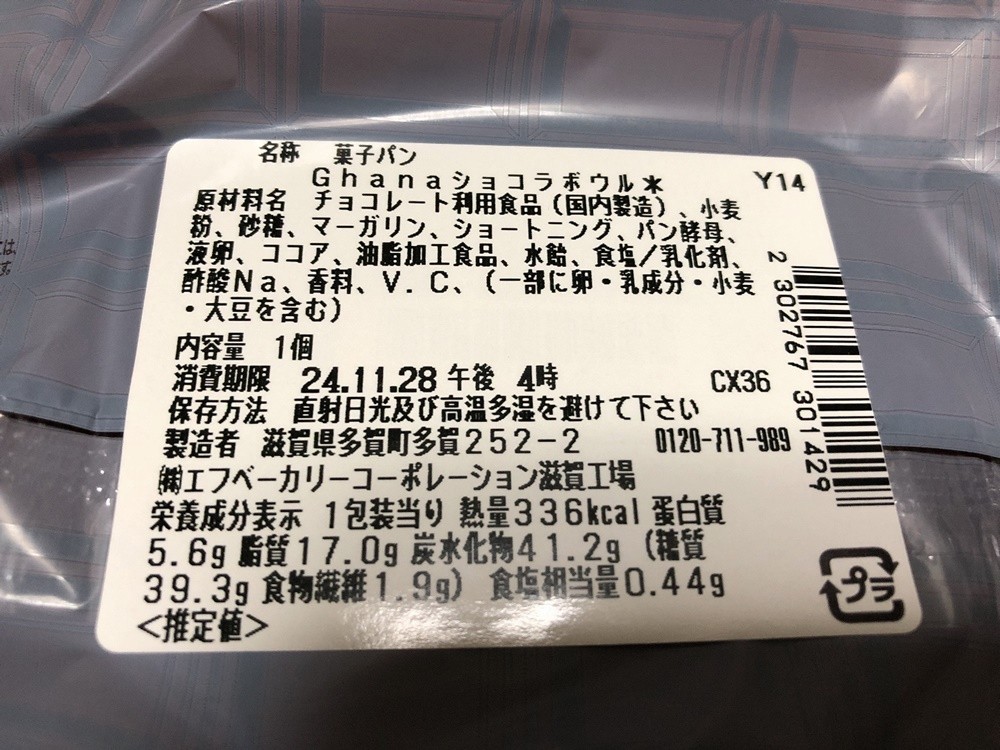 名称 菓子パン
Ghanaショコラボウル*
Y14
原材料名 チョコレート利用食品(国内製造)、小麦
粉、砂糖、マーガリン、ショートニング、パン酵母、
液卵、ココア、油脂加工食品、水飴、食塩/乳化剤、
酢酸Na、香料、V.C、(一部に卵・乳成分・小麦
・大豆を含む)
内容量 1個
消費期限 24.11.28 午後 4時 CX36
保存方法 直射日光及び高温多湿を避けて下さい
製造者 滋賀県多賀町多賀252-2 0120-711-989
㈱エフベーカリーコーポレーション滋賀工場
栄養成分表示 1包装当り 熱量336kcal 蛋白質
5.6g 脂質17.0g 炭水化物41.2g (糖質
39.3g 食物繊維1.9g) 食塩相当量0.44g
<推定値>
2 302767 301429
プラ